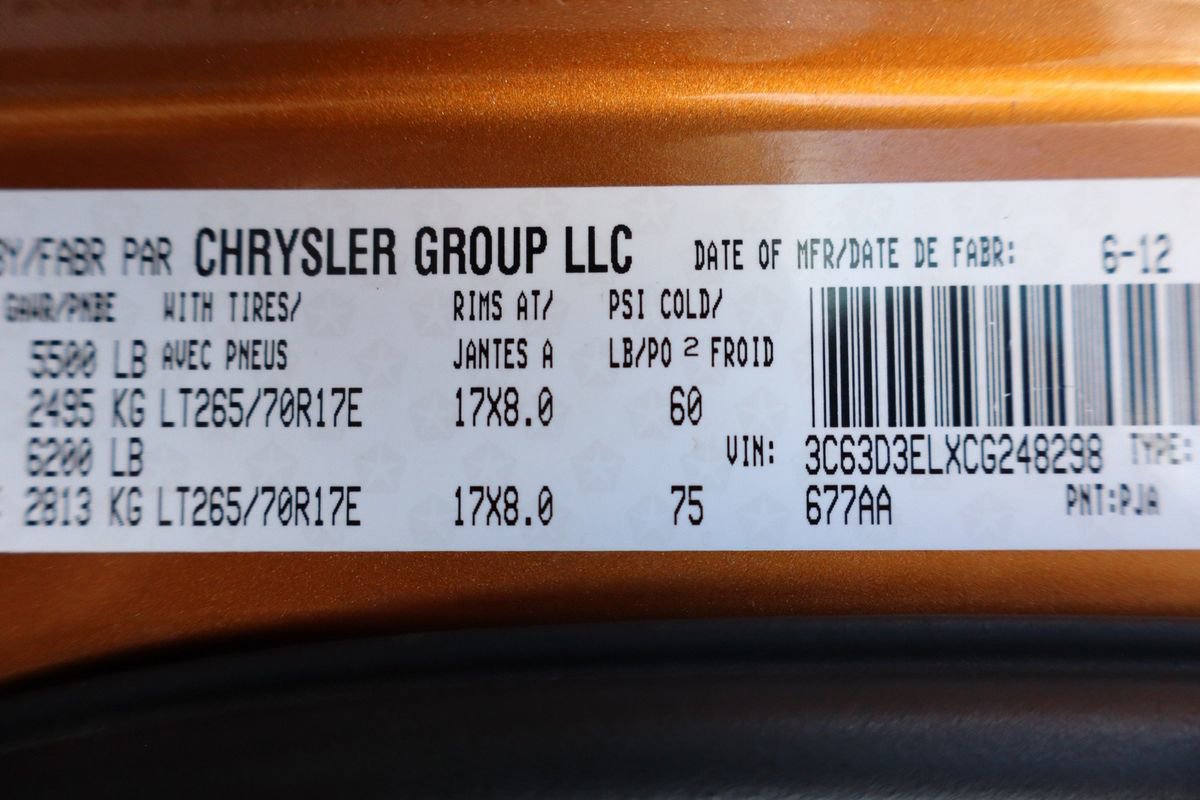 BY/FABR PAR CHRYSLER GROUP LLC DATE OF MFR/DATE DE FABR: 6-12
GAWR/PNBE WITH TIRES/ RIMS AT/ PSI COLD/
5500 LB AVEC PNEUS JANTES A LB/PO 2 FROID
2495 KG LT265/70R17E 17X8.0 60
6200 LB VIN: 3C63D3ELXCG248298 TYPE:
2813 KG LT265/70R17E 17X8.0 75 677AA PNT:PJA